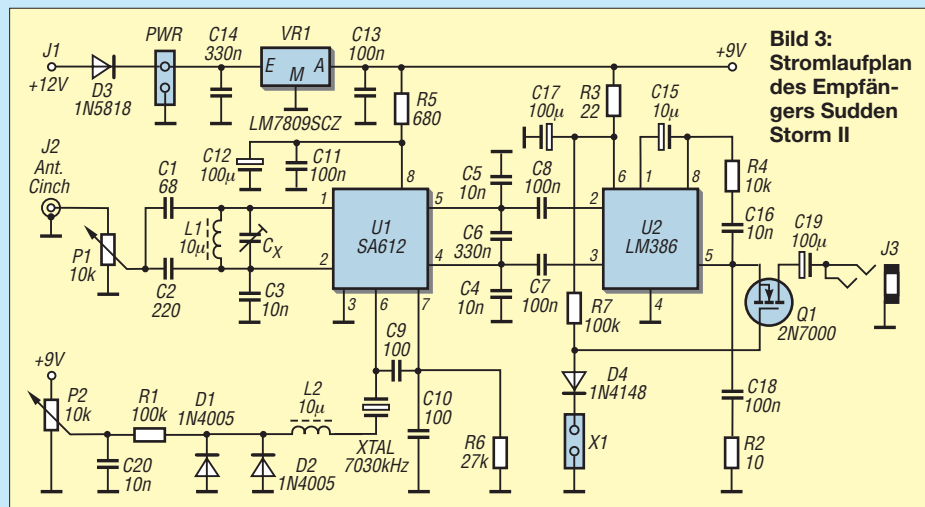 J1
+12V
D3
1N5818
PWR
C14
330n
VR1
E
M
A
LM7809SCZ
C13
100n
+9V
Bild 3:
Stromlaufplan
des Empfän-
gers Sudden
Storm II
R5
680
C17
100µ
R3
22
C15
10µ
J2
Ant.
Cinch
C12
100µ
C11
100n
C1
68
P1
10k
C2
220
L1
10µ
CX
C3
10n
8
1
2
U1
SA612
5
4
3
6
7
C5
10n
C8
100n
C6
330n
C4
10n
C7
100n
6
1
8
2
3
U2
LM386
5
4
R4
10k
C16
10n
C19
100µ
J3
Q1
2N7000
R7
100k
D4
1N4148
X1
C18
100n
R2
10
+9V
P2
10k
R1
100k
C20
10n
D1
1N4005
D2
1N4005
L2
10µ
C9
100
XTAL
7030kHz
C10
100
R6
27k